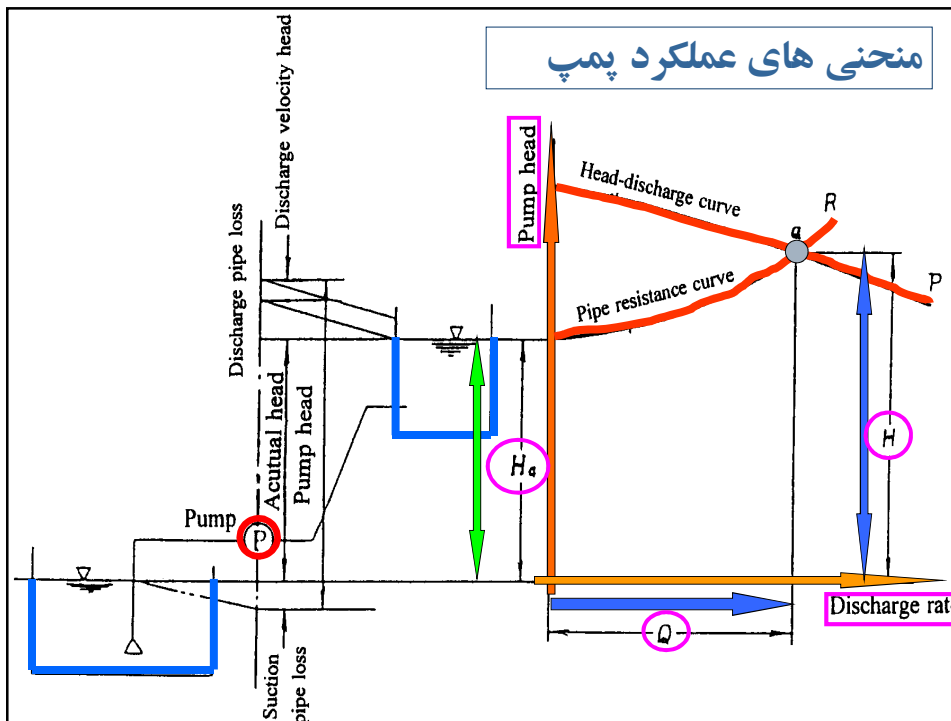 منحنی های عملکرد پمپ
Discharge velocity head
Discharge pipe loss
Acutual head
Pump head
Pump
P
Suction
pipe loss
Ha
Pump head
Head-discharge curve
Pipe resistance curve
R
a
P
H
Q
Discharge rat